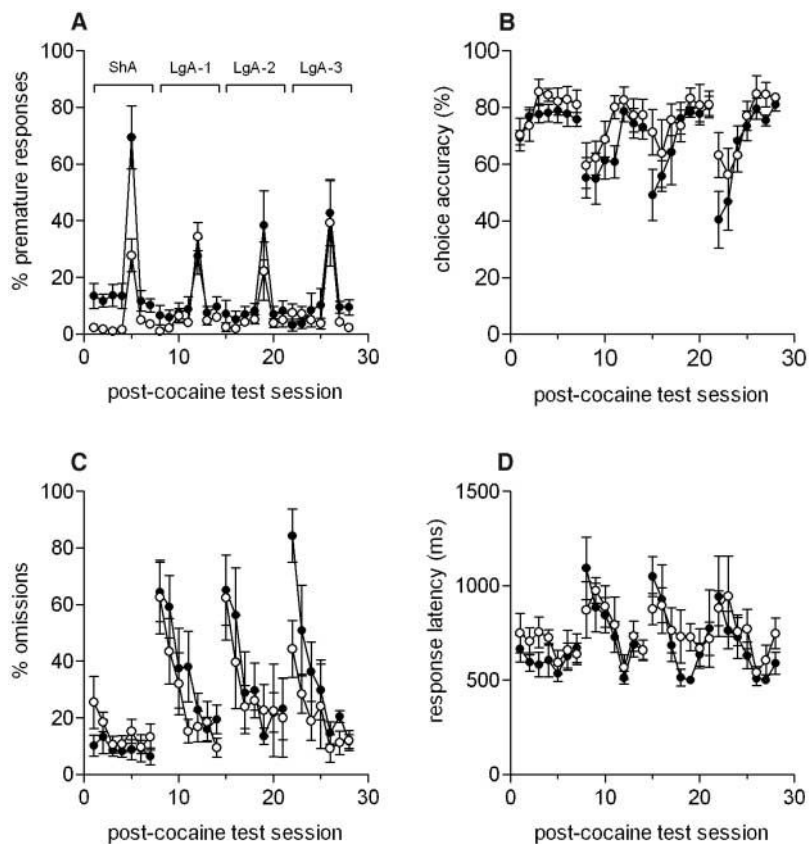 A
ShA LgA-1 LgA-2 LgA-3
100
80
60
40
20
0
% premature responses
0 10 20 30
post-cocaine test session
B
100
80
60
40
20
0
choice accuracy (%)
0 10 20 30
post-cocaine test session
C
100
80
60
40
20
0
% omissions
0 10 20 30
post-cocaine test session
D
1500
1000
500
0
response latency (ms)
0 10 20 30
post-cocaine test session